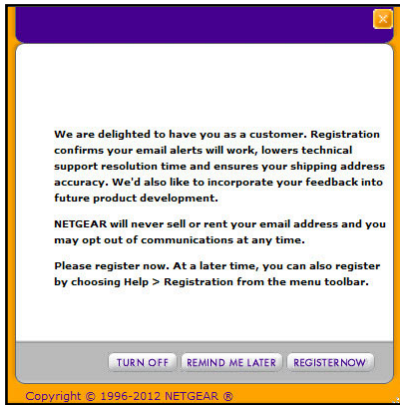 We are delighted to have you as a customer. Registration
confirms your email alerts will work, lowers technical
support resolution time and ensures your shipping address
accuracy. We'd also like to incorporate your feedback into
future product development.
NETGEAR will never sell or rent your email address and you
may opt out of communications at any time.
Please register now. At a later time, you can also register
by choosing Help > Registration from the menu toolbar.
TURN OFF REMIND ME LATER REGISTER NOW
Copyright © 1996-2012 NETGEAR ®